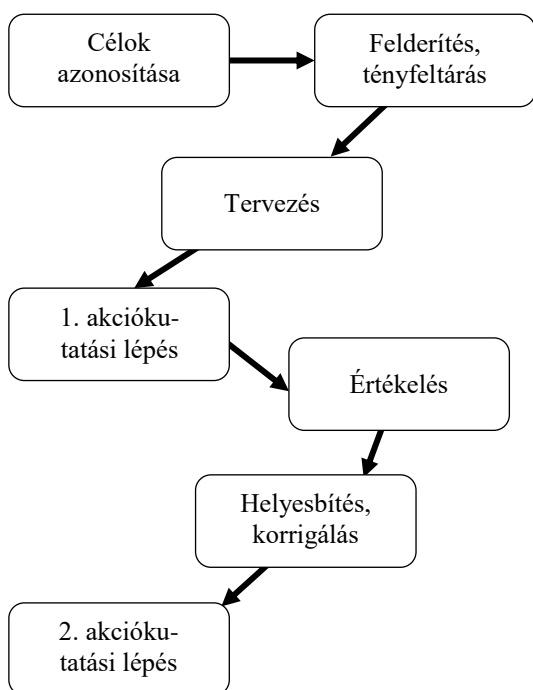 Célok
azonosítása
Felderítés,
tényfeltárás
Tervezés
1. akcióku-
tatási lépés
Értékelés
Helyesbítés,
korrigálás
2. akcióku-
tatási lépés